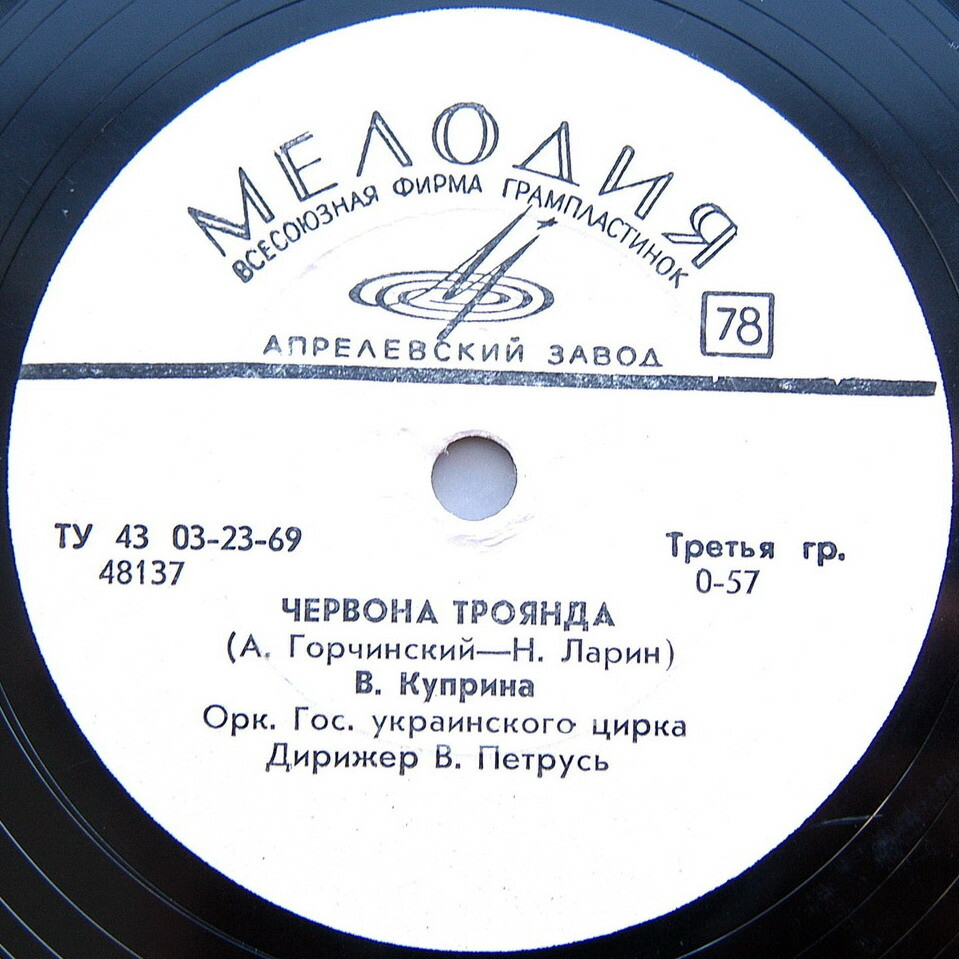 МЕЛОДИЯ
ВСЕСОЮЗНАЯ ФИРМА ГРАМПЛАСТИНОК
78
АПРЕЛЕВСКИЙ ЗАВОД
ТУ 43 03-23-69
48137
Третья гр.
0-57
ЧЕРВОНА ТРОЯНДА
(А. Горчинский—Н. Ларин)
В. Куприна
Орк. Гос. украинского цирка
Дирижер В. Петрусь